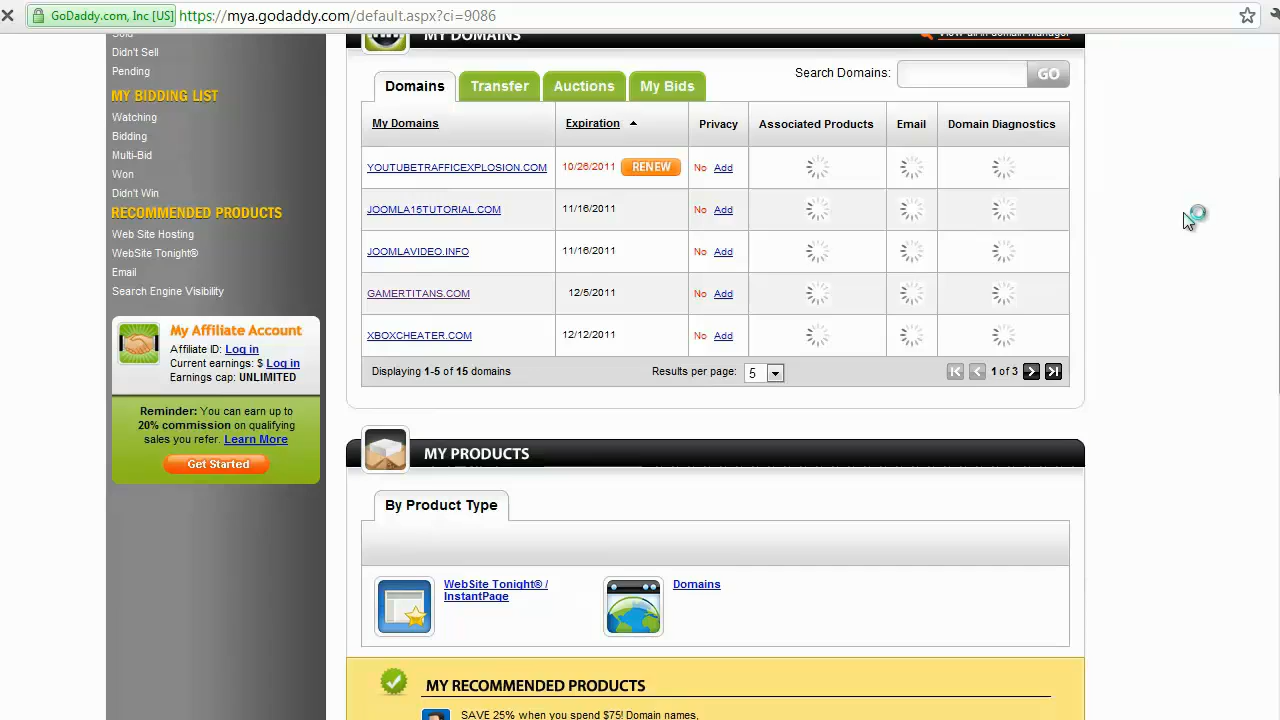 GoDaddy.com, Inc [US] https://mya.godaddy.com/default.aspx?ci=9086
Sold
Didn't Sell
Pending
MY BIDDING LIST
Watching
Bidding
Multi-Bid
Won
Didn't Win
RECOMMENDED PRODUCTS
Web Site Hosting
WebSite Tonight®
Email
Search Engine Visibility
My Affiliate Account
Affiliate ID: Log in
Current earnings: $ Log in
Earnings cap: UNLIMITED
Reminder: You can earn up to
20% commission on qualifying
sales you refer. Learn More
Get Started
MY DOMAINS
View all in domain manager
Search Domains: GO
Domains Transfer Auctions My Bids
My Domains Expiration Privacy Associated Products Email Domain Diagnostics
YOUTUBETRAFFICEXPLOSION.COM 10/26/2011 RENEW No Add
JOOMLA15TUTORIAL.COM 11/16/2011 No Add
JOOMLAVIDEO.INFO 11/16/2011 No Add
GAMERTITANS.COM 12/5/2011 No Add
XBOXCHEATER.COM 12/12/2011 No Add
Displaying 1-5 of 15 domains Results per page: 5 1 of 3
MY PRODUCTS
By Product Type
WebSite Tonight® /
InstantPage
Domains
MY RECOMMENDED PRODUCTS
SAVE 25% when you spend $75! Domain names,